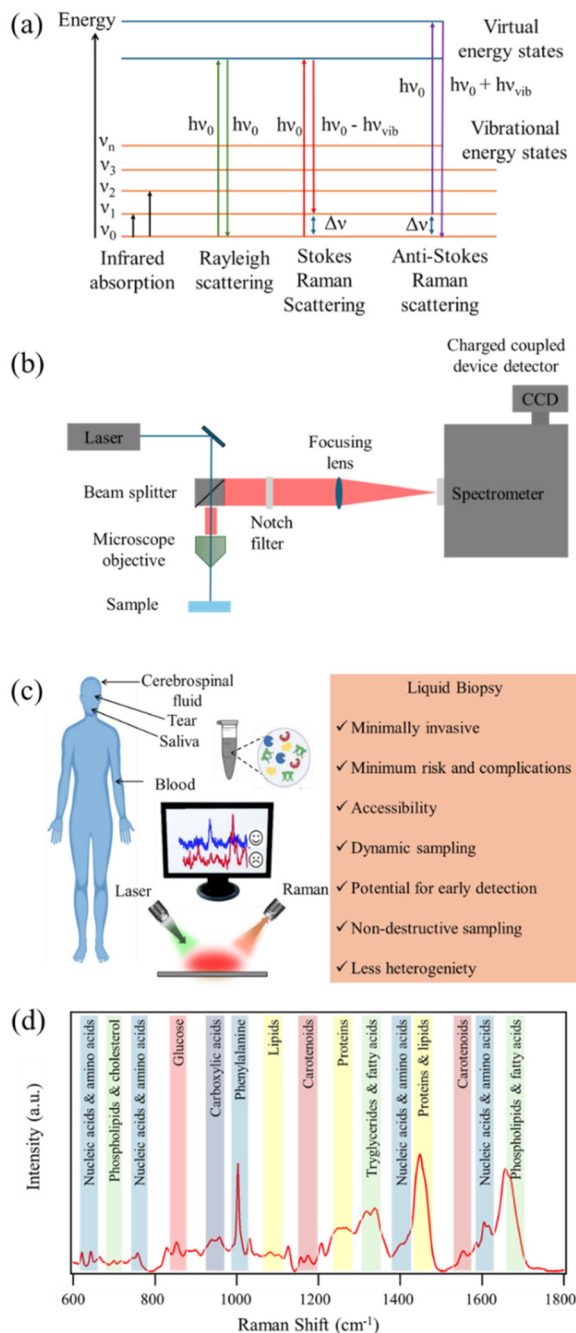 (a)
Energy
Virtual
energy states
hν0
hν0
hν0
hν0 - hνvib
hν0
hν0 + hνvib
Vibrational
energy states
νn
ν3
ν2
ν1
ν0
Δν
Δν
Infrared
absorption
Rayleigh
scattering
Stokes
Raman
Scattering
Anti-Stokes
Raman
scattering
(b)
Charged coupled
device detector
CCD
Laser
Focusing
lens
Beam splitter
Spectrometer
Notch
filter
Microscope
objective
Sample
(c)
Cerebrospinal
fluid
Tear
Saliva
Blood
Laser
Raman
Liquid Biopsy
✓ Minimally invasive
✓ Minimum risk and complications
✓ Accessibility
✓ Dynamic sampling
✓ Potential for early detection
✓ Non-destructive sampling
✓ Less heterogeniety
(d)
Intensity (a.u.)
Nucleic acids & amino acids
Phospholipids & cholesterol
Nucleic acids & amino acids
Glucose
Carboxylic acids
Phenylalanine
Lipids
Carotenoids
Proteins
Tryglycerides & fatty acids
Nucleic acids & amino acids
Proteins & lipids
Carotenoids
Nucleic acids & amino acids
Phospholipids & fatty acids
600 800 1000 1200 1400 1600 1800
Raman Shift (cm-1)